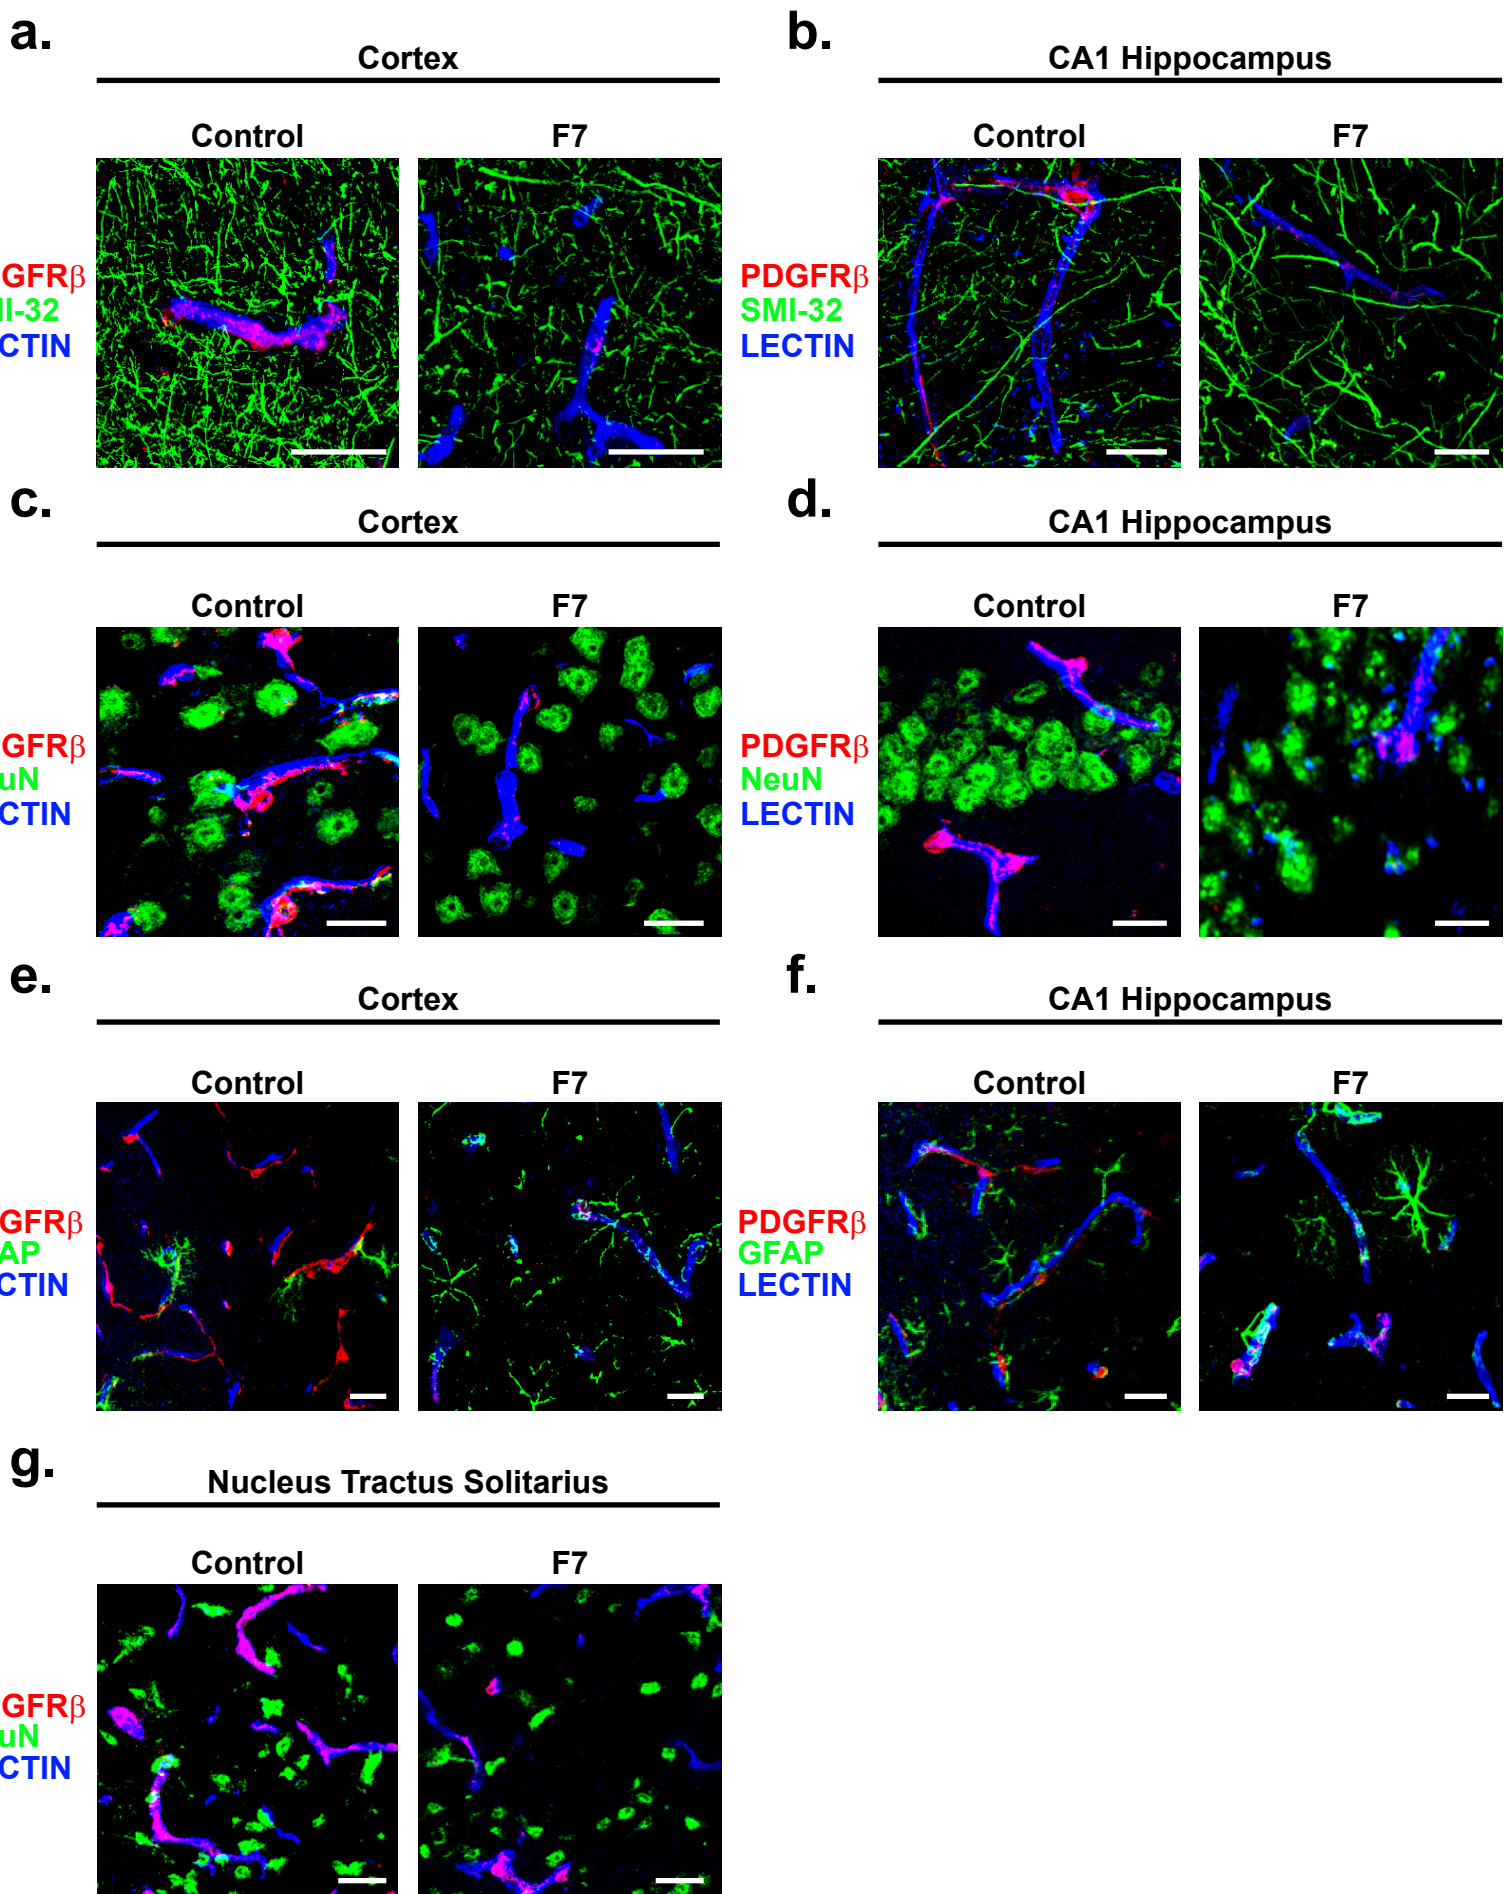 a.
Cortex
Control F7
GFRβ
II-32
CTIN
b.
CA1 Hippocampus
Control F7
PDGFRβ
SMI-32
LECTIN
c.
Cortex
Control F7
GFRβ
uN
CTIN
d.
CA1 Hippocampus
Control F7
PDGFRβ
NeuN
LECTIN
e.
Cortex
Control F7
GFRβ
AP
CTIN
f.
CA1 Hippocampus
Control F7
PDGFRβ
GFAP
LECTIN
g.
Nucleus Tractus Solitarius
Control F7
GFRβ
uN
CTIN